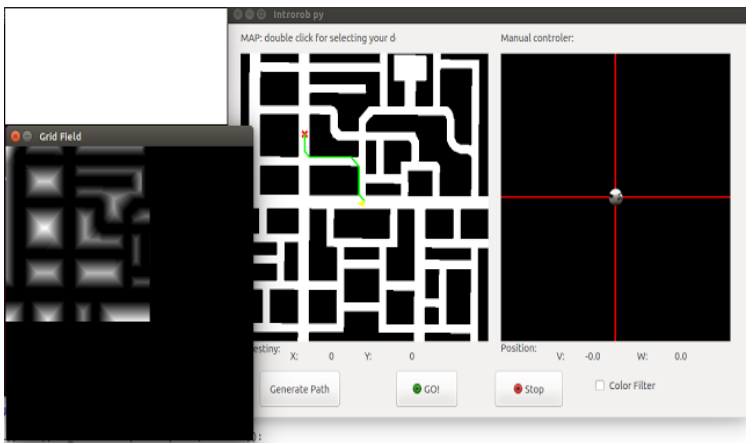 Introrob py
MAP: double click for selecting your d
Manual controler:
Grid Field
estiny:
X: 0 Y: 0
Position:
V: -0.0 W: 0.0
Generate Path
GO!
Stop
Color Filter
) :